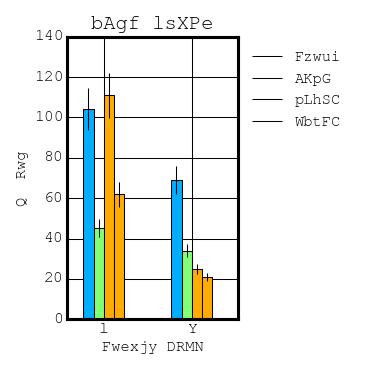 bAgf lsXPe
140
120
100
80
60
40
20
0
Q Rwg
l Y
Fwexjy DRMN
Fzwui
AKpG
pLhSC
WbtFC